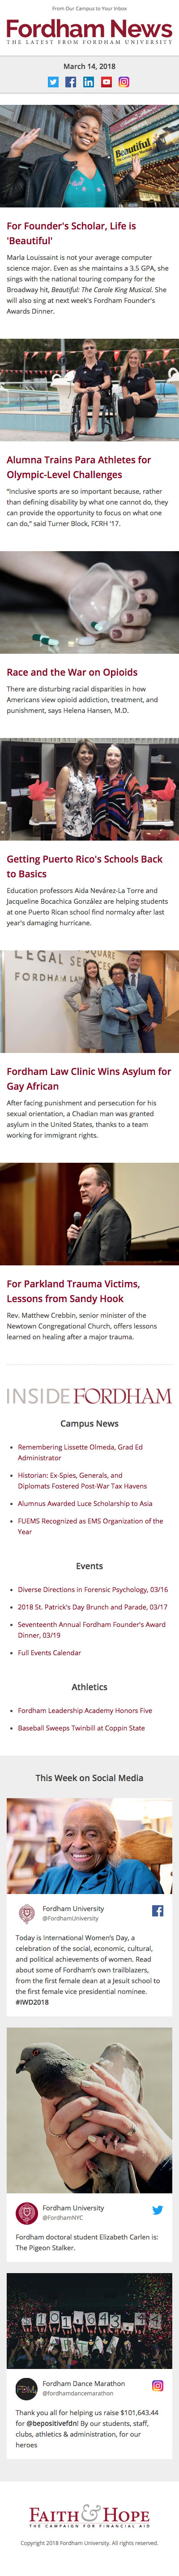 From Our Campus to Your Inbox
Fordham News
THE LATEST FROM FORDHAM UNIVERSITY
March 14, 2018
For Founder's Scholar, Life is
'Beautiful'
Marla Louissaint is not your average computer
science major. Even as she maintains a 3.5 GPA, she
sings with the national touring company for the
Broadway hit, Beautiful: The Carole King Musical. She
will also sing at next week's Fordham Founder's
Awards Dinner.
Alumna Trains Para Athletes for
Olympic-Level Challenges
"Inclusive sports are so important because, rather
than defining disability by what one cannot do, they
can provide the opportunity to focus on what one
can do," said Turner Block, FCRH '17.
Race and the War on Opioids
There are disturbing racial disparities in how
Americans view opioid addiction, treatment, and
punishment, says Helena Hansen, M.D.
Getting Puerto Rico's Schools Back
to Basics
Education professors Aida Nevárez-La Torre and
Jacqueline Bocachica González are helping students
at one Puerto Rican school find normalcy after last
year's damaging hurricane.
LEGAL SER
FORDHAM LAW
Fordham Law Clinic Wins Asylum for
Gay African
After facing punishment and persecution for his
sexual orientation, a Chadian man was granted
asylum in the United States, thanks to a team
working for immigrant rights.
For Parkland Trauma Victims,
Lessons from Sandy Hook
Rev. Matthew Crebbin, senior minister of the
Newtown Congregational Church, offers lessons
learned on healing after a major trauma.
INSIDE FORDHAM
Campus News
Remembering Lissette Olmeda, Grad Ed
Administrator
Historian: Ex-Spies, Generals, and
Diplomats Fostered Post-War Tax Havens
Alumnus Awarded Luce Scholarship to Asia
FUEMS Recognized as EMS Organization of the
Year
Events
Diverse Directions in Forensic Psychology, 03/16
2018 St. Patrick's Day Brunch and Parade, 03/17
Seventeenth Annual Fordham Founder's Award
Dinner, 03/19
Full Events Calendar
Athletics
Fordham Leadership Academy Honors Five
Baseball Sweeps Twinbill at Coppin State
This Week on Social Media
Fordham University
@FordhamUniversity
Today is International Women's Day, a
celebration of the social, economic, cultural,
and political achievements of women. Read
about some of Fordham's own trailblazers,
from the first female dean at a Jesuit school to
the first female vice presidential nominee.
#IWD2018
Fordham University
@FordhamNYC
Fordham doctoral student Elizabeth Carlen is:
The Pigeon Stalker.
Fordham Dance Marathon
@fordhamdancemarathon
Thank you all for helping us raise $101,643.44
for @bepositivefdn! By our students, staff,
clubs, athletics & administration, for our
heroes
FAITH & HOPE
THE CAMPAIGN FOR FINANCIAL AID
Copyright 2018 Fordham University. All rights reserved.